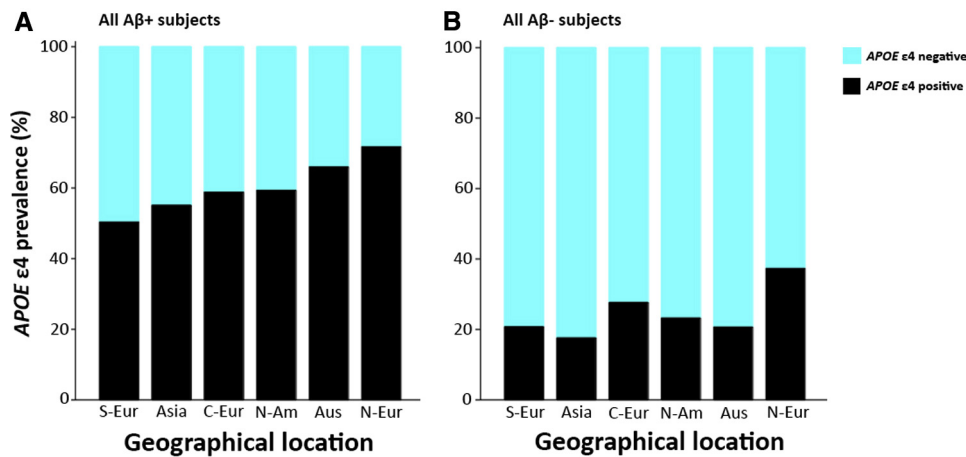 A
All Aβ+ subjects
100
80
60
40
20
0
APOE ε4 prevalence (%)
S-Eur Asia C-Eur N-Am Aus N-Eur
Geographical location
B
All Aβ- subjects
100
80
60
40
20
0
S-Eur Asia C-Eur N-Am Aus N-Eur
Geographical location
APOE ε4 negative
APOE ε4 positive